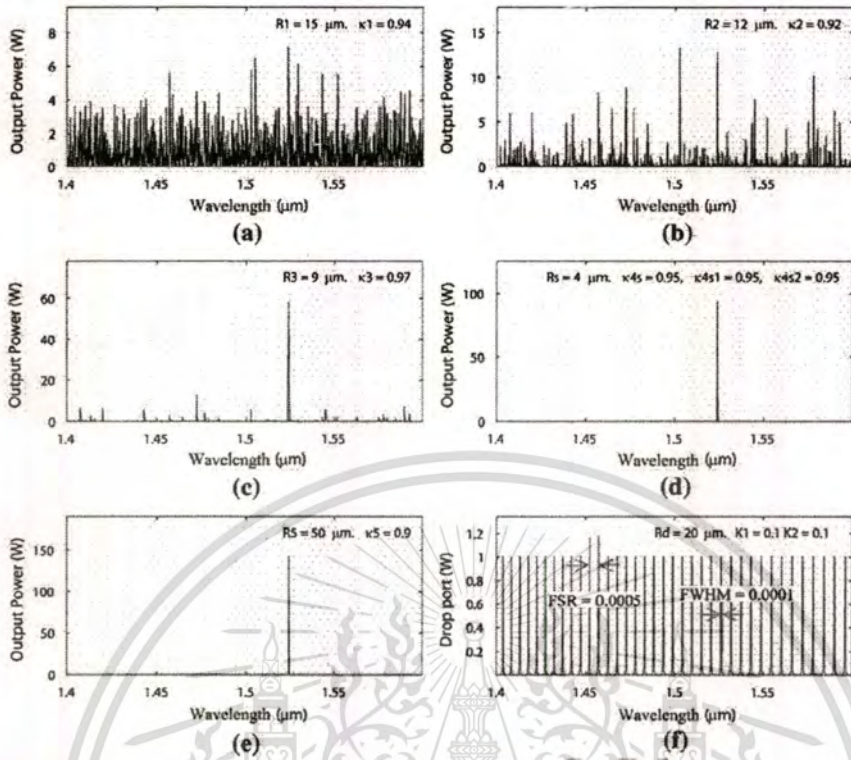 R1 = 15 μm. κ1 = 0.94
Output Power (W)
8
6
4
2
0
1.4
1.45
1.5
1.55
Wavelength (μm)
(a)
R2 = 12 μm. κ2 = 0.92
Output Power (W)
15
10
5
0
1.4
1.45
1.5
1.55
Wavelength (μm)
(b)
R3 = 9 μm. κ3 = 0.97
Output Power (W)
60
40
20
0
1.4
1.45
1.5
1.55
Wavelength (μm)
(c)
Rs = 4 μm. κ4s = 0.95, κ4s1 = 0.95, κ4s2 = 0.95
Output Power (W)
100
50
0
1.4
1.45
1.5
1.55
Wavelength (μm)
(d)
R5 = 50 μm. κ5 = 0.9
Output Power (W)
150
100
50
0
1.4
1.45
1.5
1.55
Wavelength (μm)
(e)
Rd = 20 μm. K1 = 0.1 K2 = 0.1
Drop port (W)
1.2
1
0.8
0.6
0.4
0.2
FSR = 0.0005
FWHM = 0.0001
1.4
1.45
1.5
1.55
Wavelength (μm)
(f)